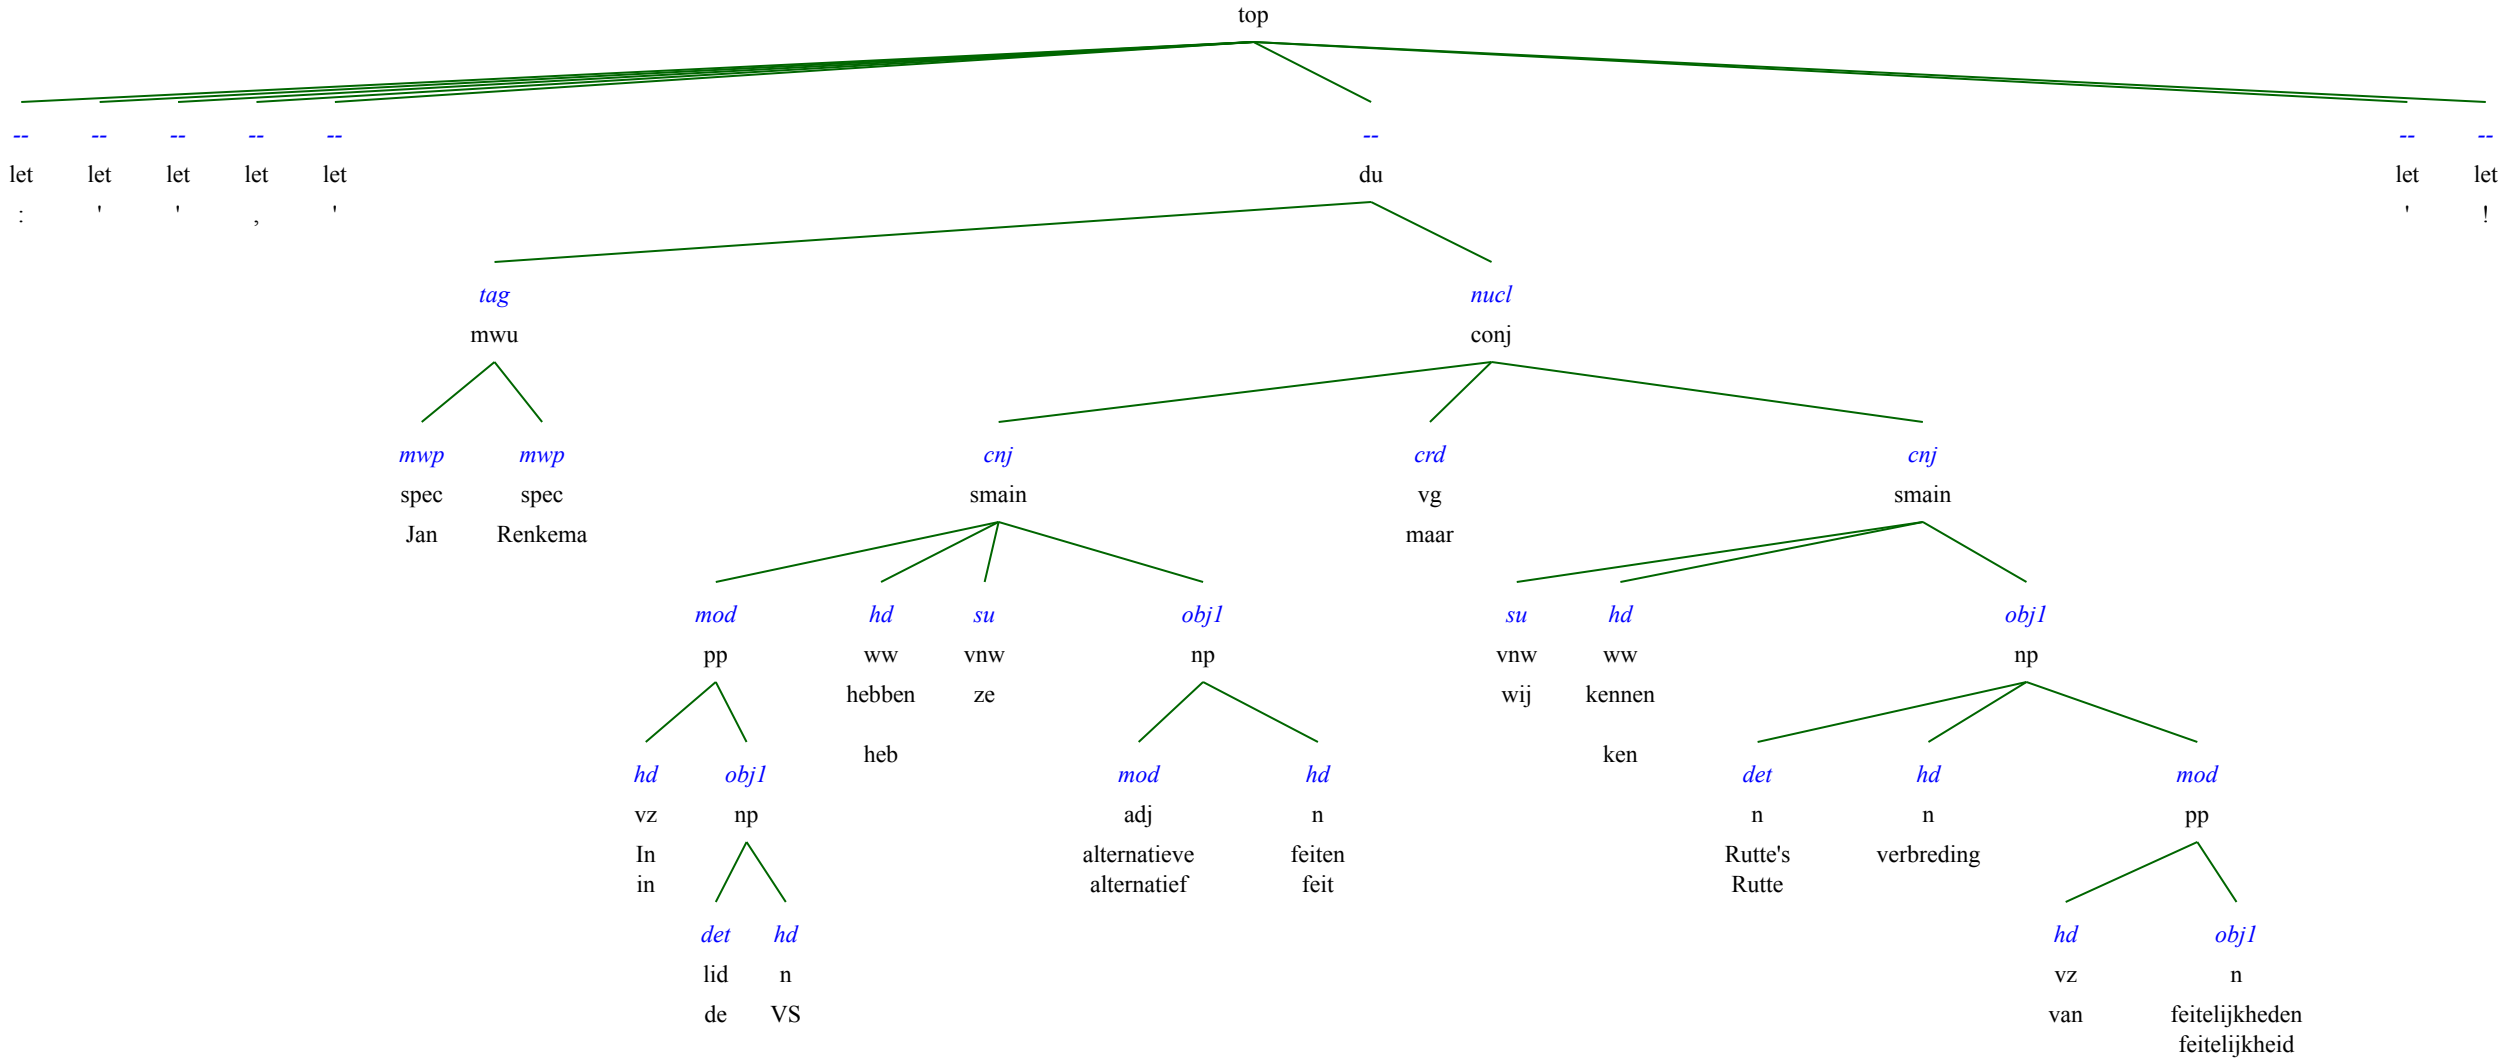 top
-- -- -- -- -- -- -- --
let let let let let du let let
: ' ' , ' ' !
tag nucl
mwu conj
mwp mwp cnj crd cnj
spec spec smain vg smain
Jan Renkema maar
mod hd su obj1 su hd obj1
pp ww vnw np vnw ww np
hebben ze wij kennen
heb ken
hd obj1 mod hd det hd mod
vz np adj n n n pp
In alternatieve feiten Rutte's verbreding
in alternatief feit Rutte
det hd hd obj1
lid n vz n
de VS van feitelijkheden
feitelijkheid